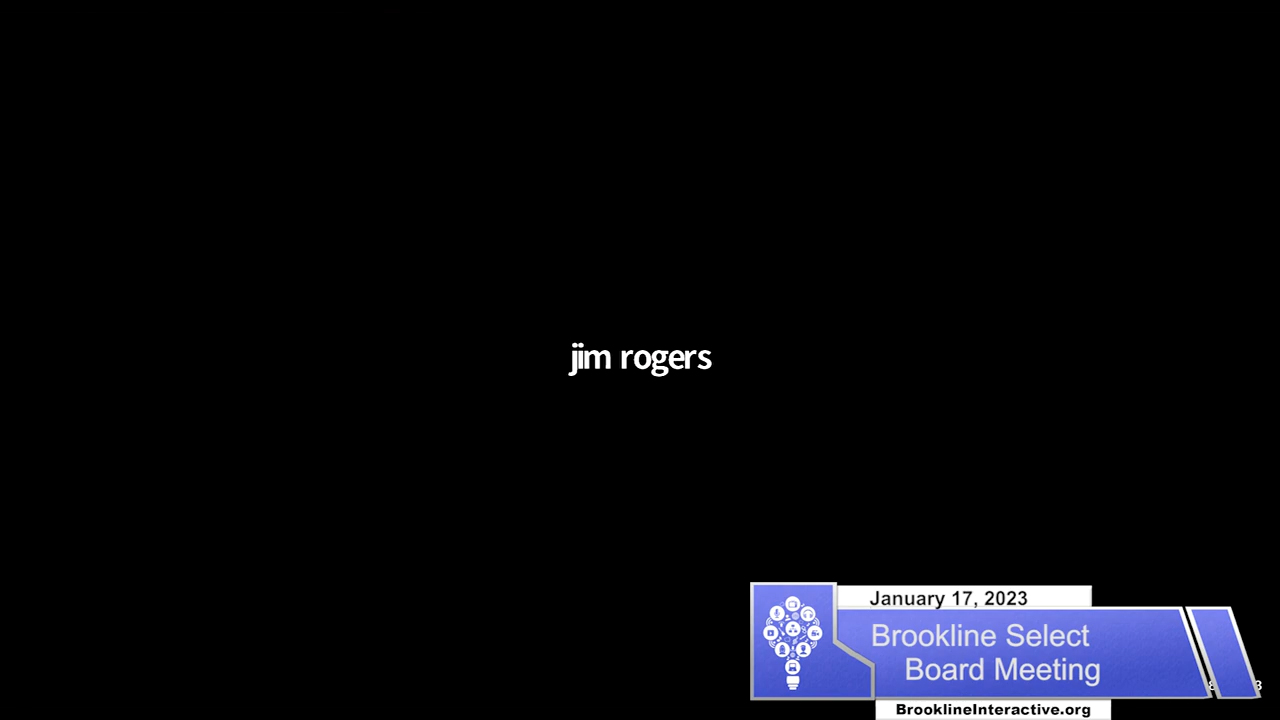 jim rogers
January 17, 2023
Brookline Select
Board Meeting
BrooklineInteractive.org